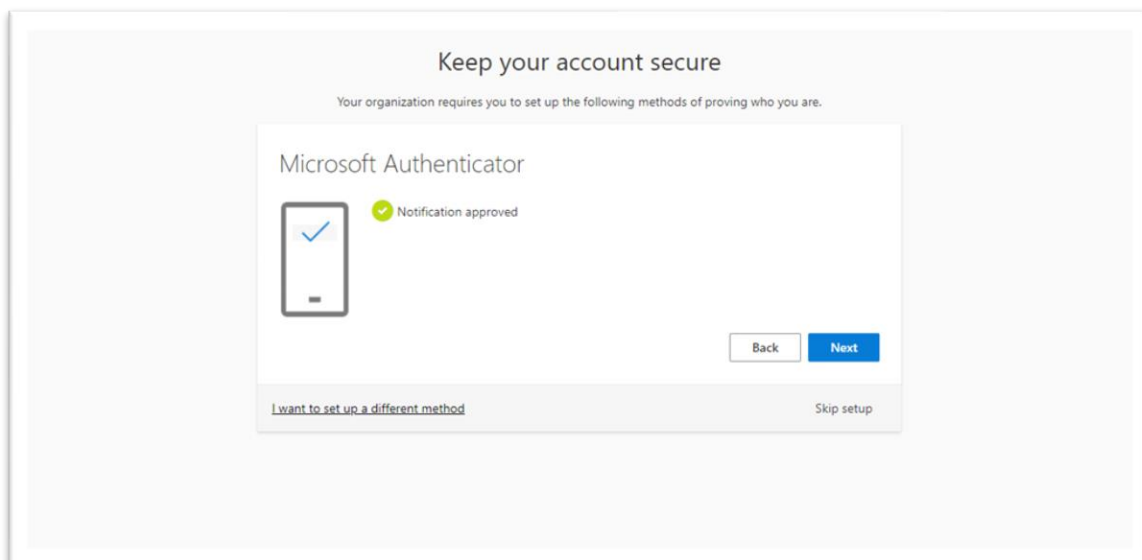 Keep your account secure
Your organization requires you to set up the following methods of proving who you are.
Microsoft Authenticator
Notification approved
Back
Next
I want to set up a different method
Skip setup